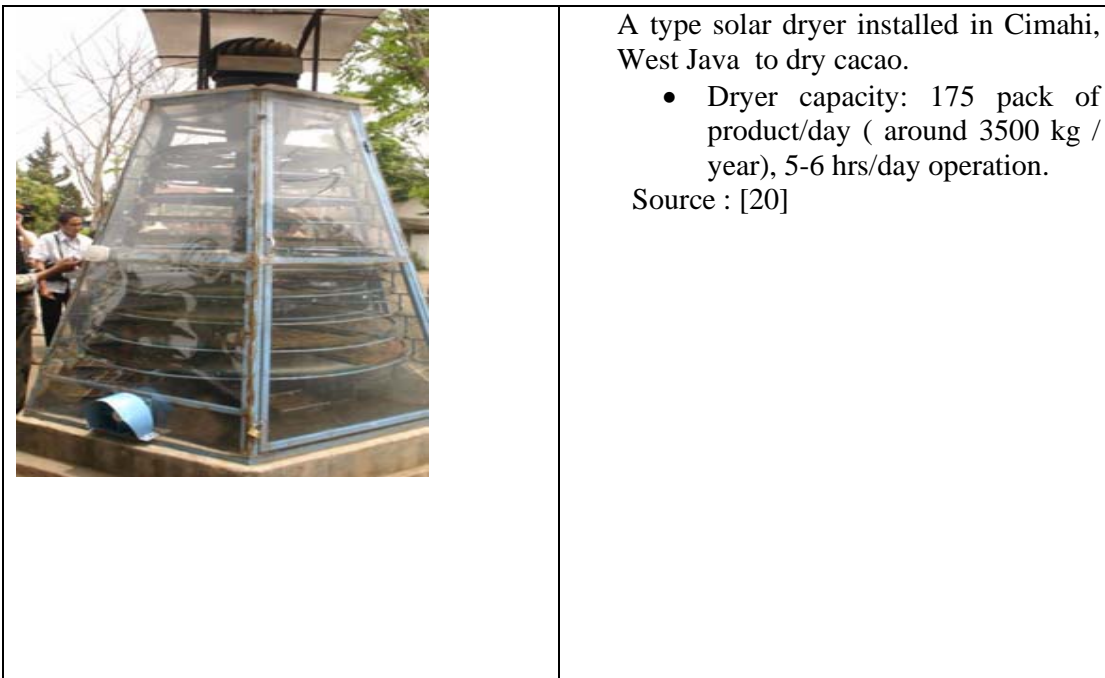 A type solar dryer installed in Cimahi,
West Java to dry cacao.
• Dryer capacity: 175 pack of
product/day ( around 3500 kg /
year), 5-6 hrs/day operation.
Source : [20]